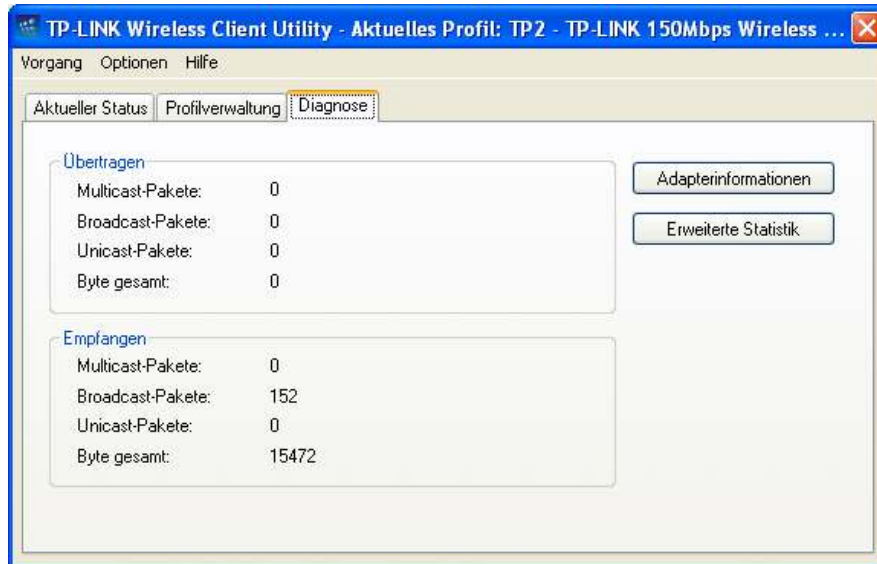 TP-LINK Wireless Client Utility - Aktuelles Profil: TP2 - TP-LINK 150Mbps Wireless ...
Vorgang Optionen Hilfe
Aktueller Status Profilverwaltung Diagnose
Übertragen
Multicast-Pakete: 0
Broadcast-Pakete: 0
Unicast-Pakete: 0
Byte gesamt: 0
Adapterinformationen
Erweiterte Statistik
Empfangen
Multicast-Pakete: 0
Broadcast-Pakete: 152
Unicast-Pakete: 0
Byte gesamt: 15472